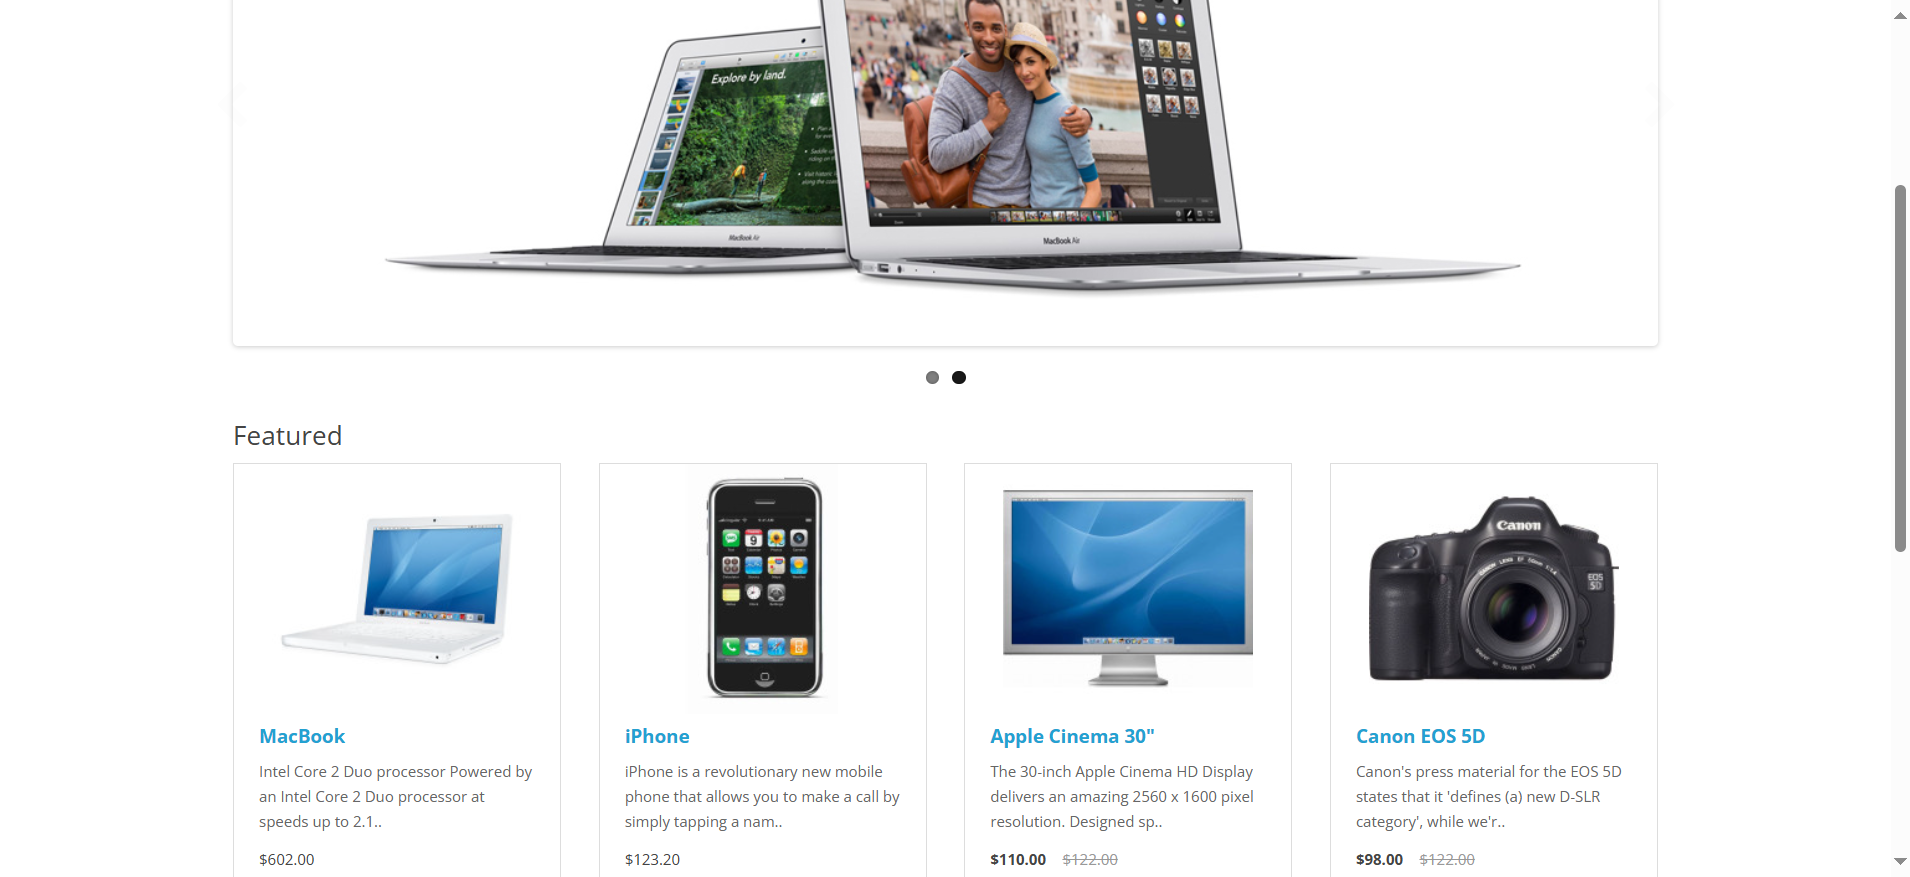 Explore by land.
MacBook Air
MacBook Air
Featured
Canon
EOS
5D
MacBook
iPhone
Apple Cinema 30"
Canon EOS 5D
Intel Core 2 Duo processor Powered by
an Intel Core 2 Duo processor at
speeds up to 2.1..
iPhone is a revolutionary new mobile
phone that allows you to make a call by
simply tapping a nam..
The 30-inch Apple Cinema HD Display
delivers an amazing 2560 x 1600 pixel
resolution. Designed sp..
Canon's press material for the EOS 5D
states that it 'defines (a) new D-SLR
category', while we'r..
$602.00
$123.20
$110.00 $122.00
$98.00 $122.00